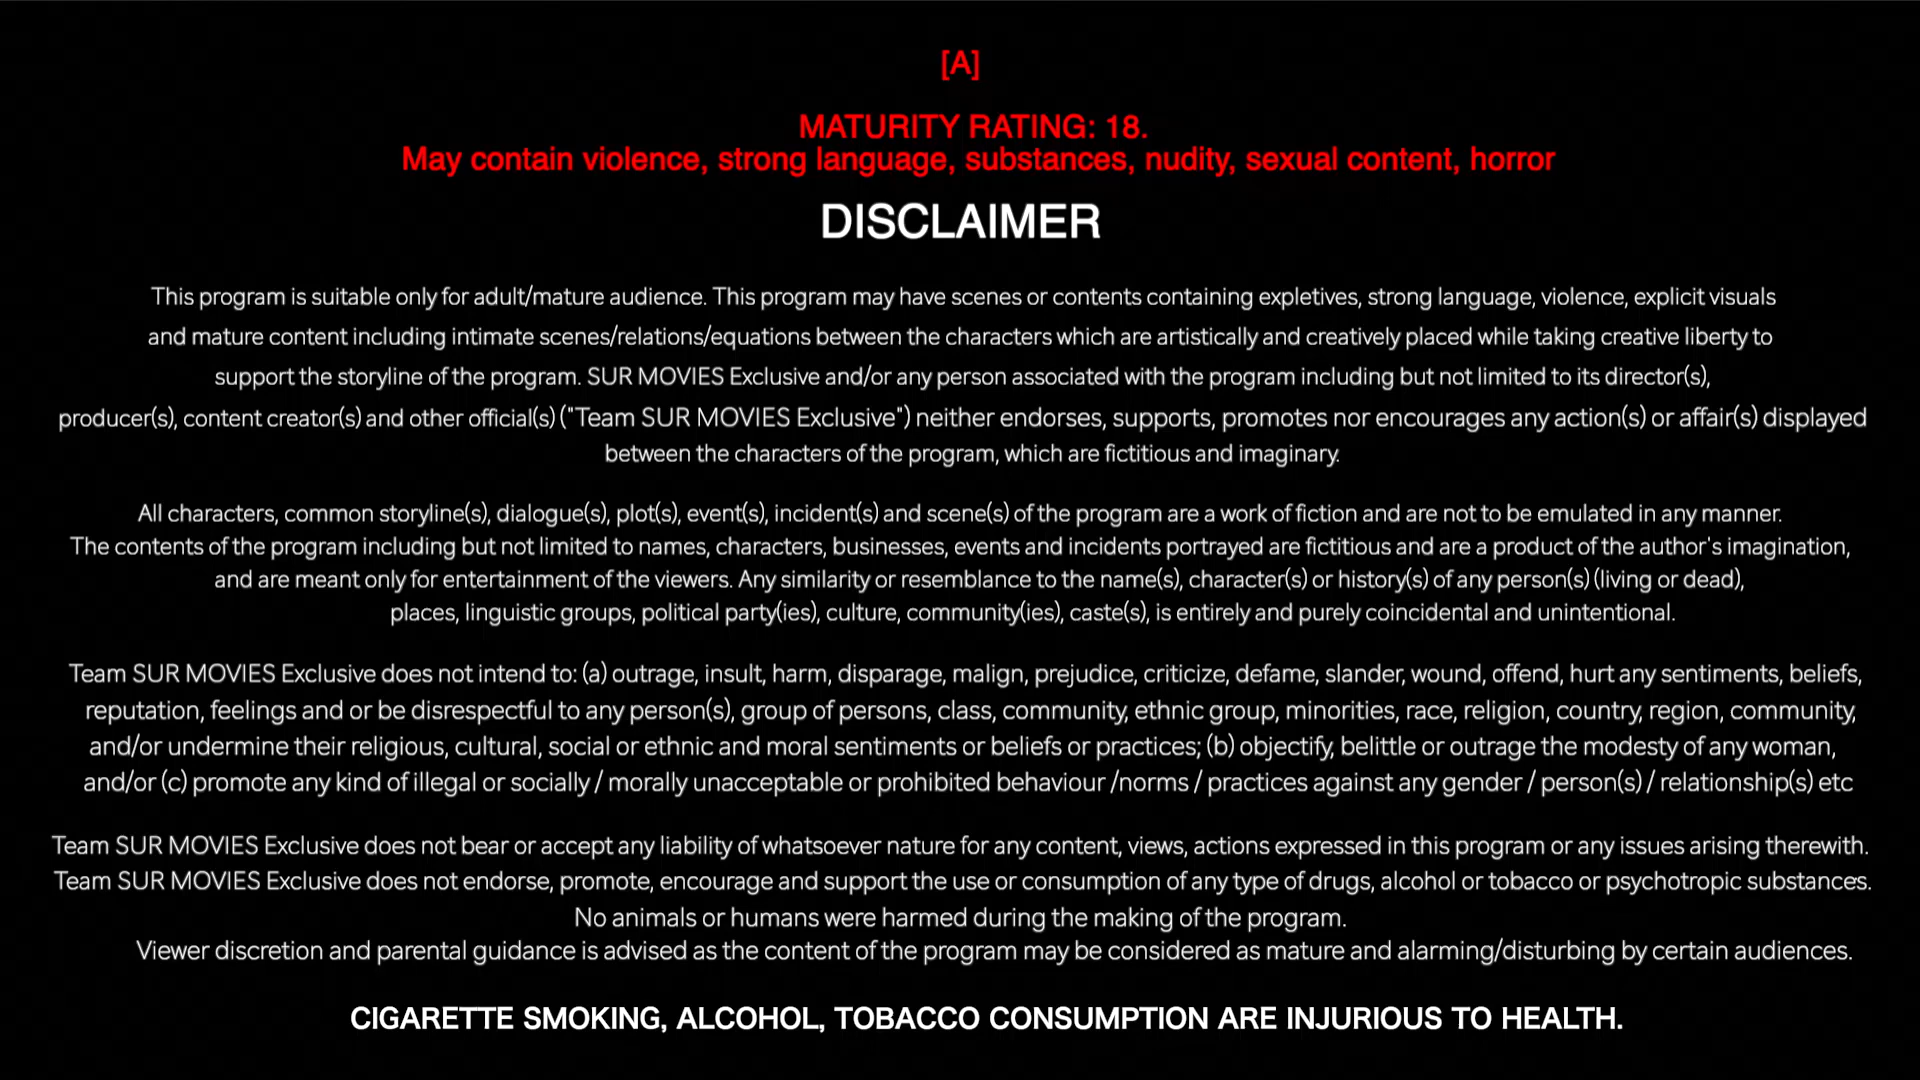 [A]
MATURITY RATING: 18.
May contain violence, strong language, substances, nudity, sexual content, horror
DISCLAIMER
This program is suitable only for adult/mature audience. This program may have scenes or contents containing expletives, strong language, violence, explicit visuals
and mature content including intimate scenes/relations/equations between the characters which are artistically and creatively placed while taking creative liberty to
support the storyline of the program. SUR MOVIES Exclusive and/or any person associated with the program including but not limited to its director(s),
producer(s), content creator(s) and other official(s) ("Team SUR MOVIES Exclusive") neither endorses, supports, promotes nor encourages any action(s) or affair(s) displayed
between the characters of the program, which are fictitious and imaginary.
All characters, common storyline(s), dialogue(s), plot(s), event(s), incident(s) and scene(s) of the program are a work of fiction and are not to be emulated in any manner.
The contents of the program including but not limited to names, characters, businesses, events and incidents portrayed are fictitious and are a product of the author's imagination,
and are meant only for entertainment of the viewers. Any similarity or resemblance to the name(s), character(s) or history(s) of any person(s) (living or dead),
places, linguistic groups, political party(ies), culture, community(ies), caste(s), is entirely and purely coincidental and unintentional.
Team SUR MOVIES Exclusive does not intend to: (a) outrage, insult, harm, disparage, malign, prejudice, criticize, defame, slander, wound, offend, hurt any sentiments, beliefs,
reputation, feelings and or be disrespectful to any person(s), group of persons, class, community, ethnic group, minorities, race, religion, country, region, community,
and/or undermine their religious, cultural, social or ethnic and moral sentiments or beliefs or practices; (b) objectify, belittle or outrage the modesty of any woman,
and/or (c) promote any kind of illegal or socially / morally unacceptable or prohibited behaviour /norms / practices against any gender / person(s) / relationship(s) etc
Team SUR MOVIES Exclusive does not bear or accept any liability of whatsoever nature for any content, views, actions expressed in this program or any issues arising therewith.
Team SUR MOVIES Exclusive does not endorse, promote, encourage and support the use or consumption of any type of drugs, alcohol or tobacco or psychotropic substances.
No animals or humans were harmed during the making of the program.
Viewer discretion and parental guidance is advised as the content of the program may be considered as mature and alarming/disturbing by certain audiences.
CIGARETTE SMOKING, ALCOHOL, TOBACCO CONSUMPTION ARE INJURIOUS TO HEALTH.